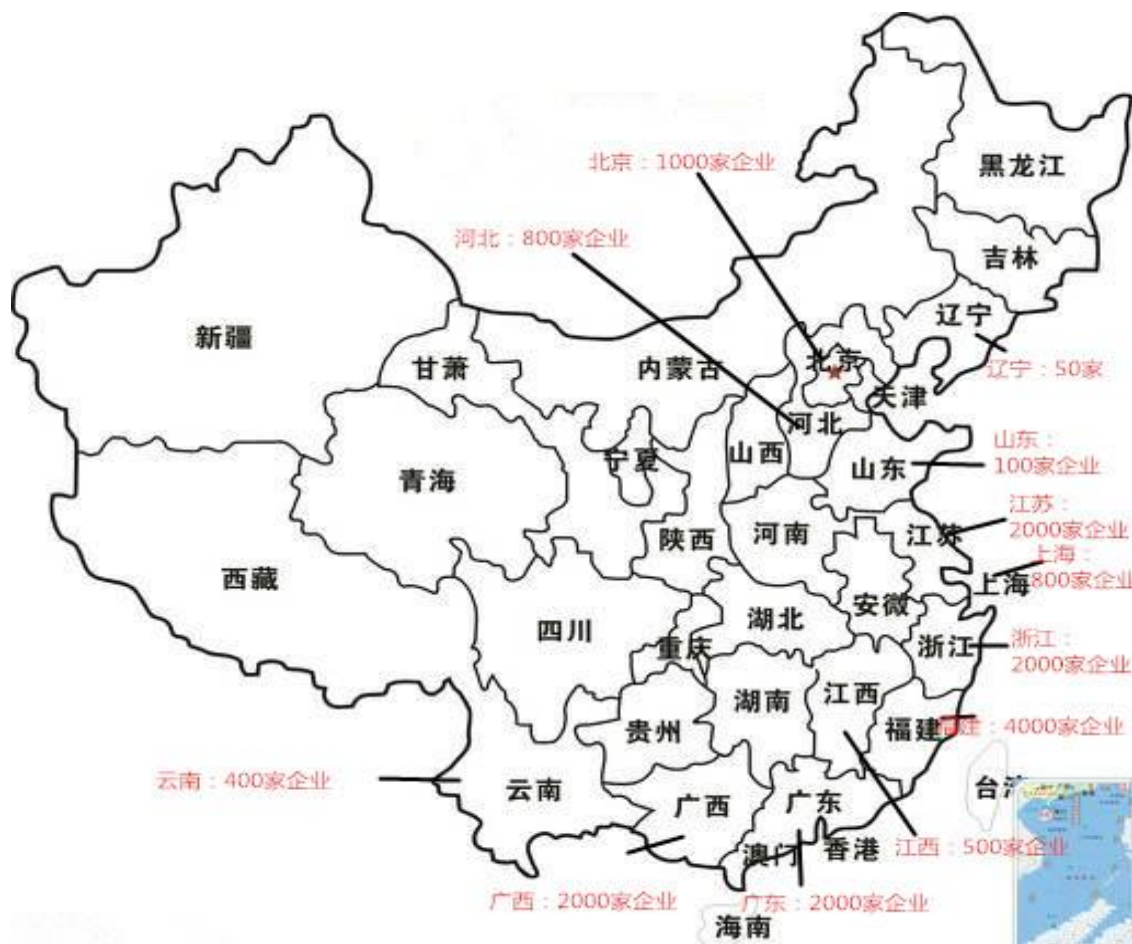 黑龙江
北京：1000家企业
河北：800家企业
吉林
辽宁
新疆
甘萧
内蒙古
北京
辽宁：50家
天津
河北
山西
宁夏
青海
山东
山东：
100家企业
陕西
河南
江苏
江苏：
2000家企业
西藏
上海
上海：
800家企业
安微
湖北
四川
重庆
浙江
浙江：
2000家企业
江西
湖南
贵州
福建
福建：4000家企业
云南：400家企业
云南
广西
广东
台湾
澳门
香港
江西：500家企业
广西：2000家企业
广东：2000家企业
海南